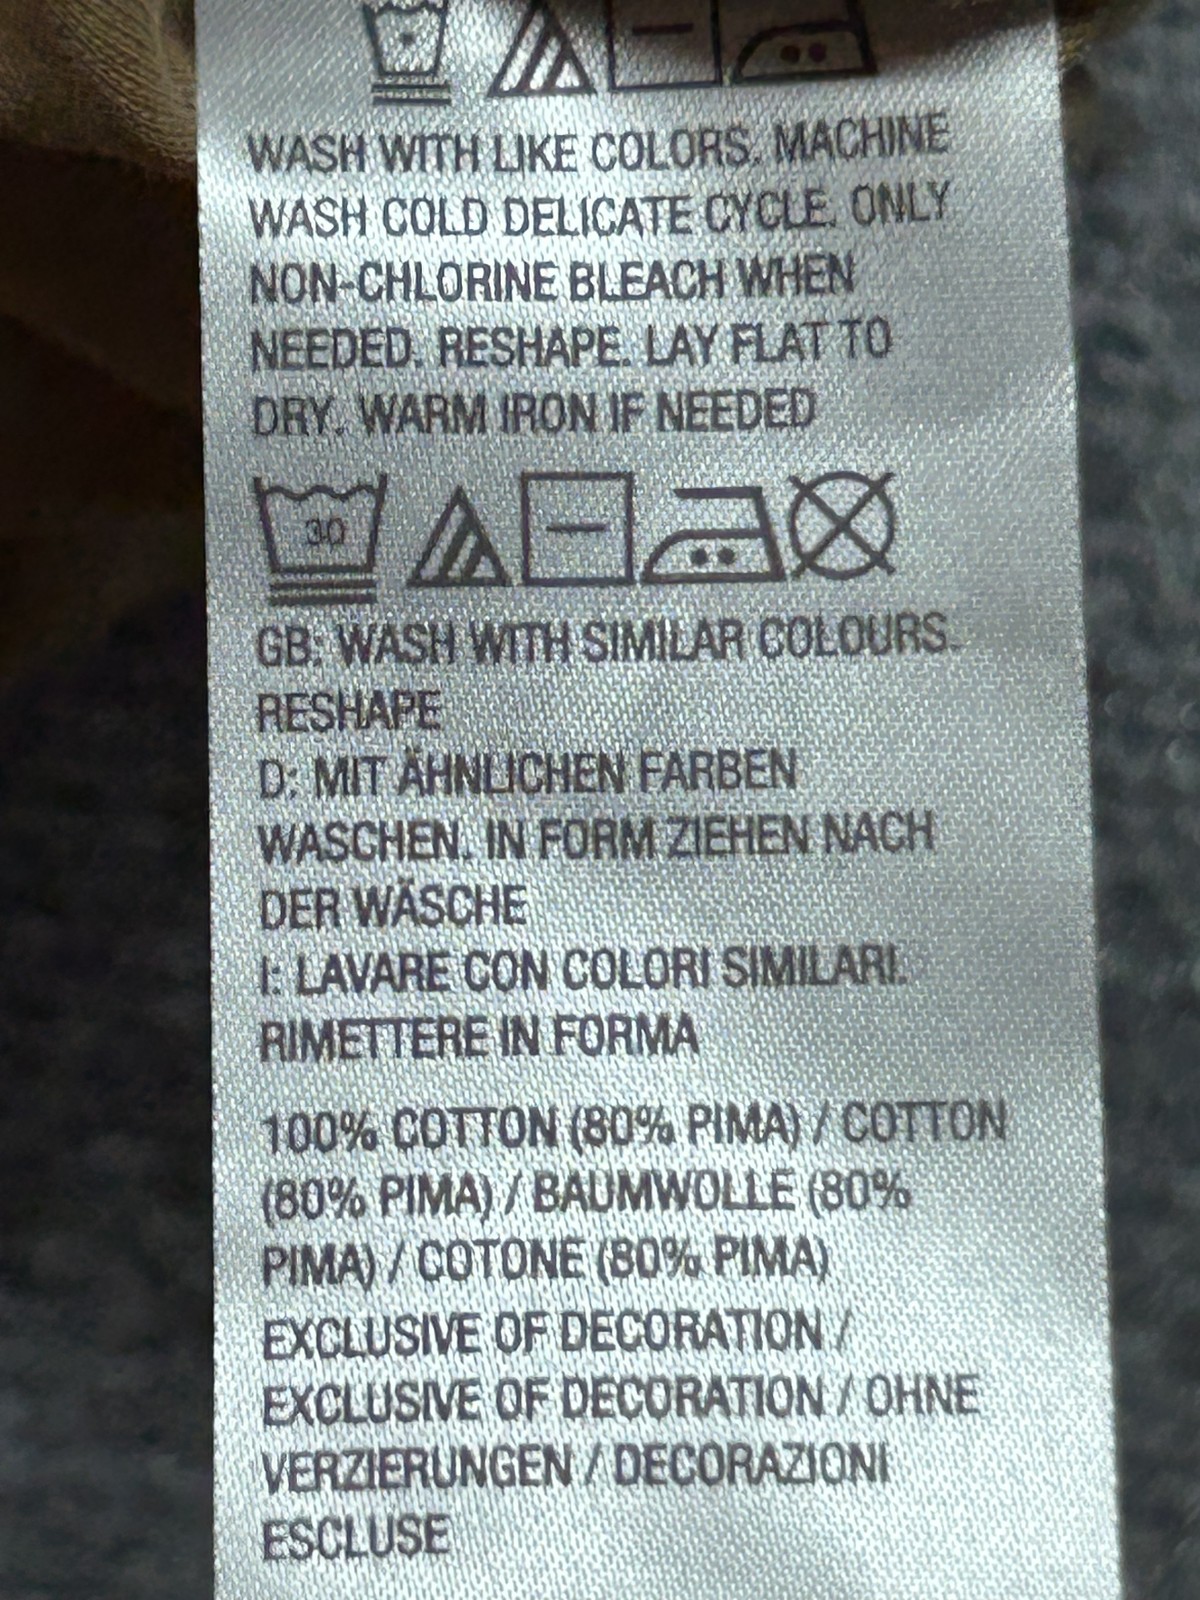 WASH WITH LIKE COLORS. MACHINE
WASH COLD DELICATE CYCLE. ONLY
NON-CHLORINE BLEACH WHEN
NEEDED. RESHAPE. LAY FLAT TO
DRY. WARM IRON IF NEEDED
30
GB: WASH WITH SIMILAR COLOURS.
RESHAPE
D: MIT ÄHNLICHEN FARBEN
WASCHEN. IN FORM ZIEHEN NACH
DER WÄSCHE
I: LAVARE CON COLORI SIMILARI.
RIMETTERE IN FORMA
100% COTTON (80% PIMA) / COTTON
(80% PIMA) / BAUMWOLLE (80%
PIMA) / COTONE (80% PIMA)
EXCLUSIVE OF DECORATION /
EXCLUSIVE OF DECORATION / OHNE
VERZIERUNGEN / DECORAZIONI
ESCLUSE